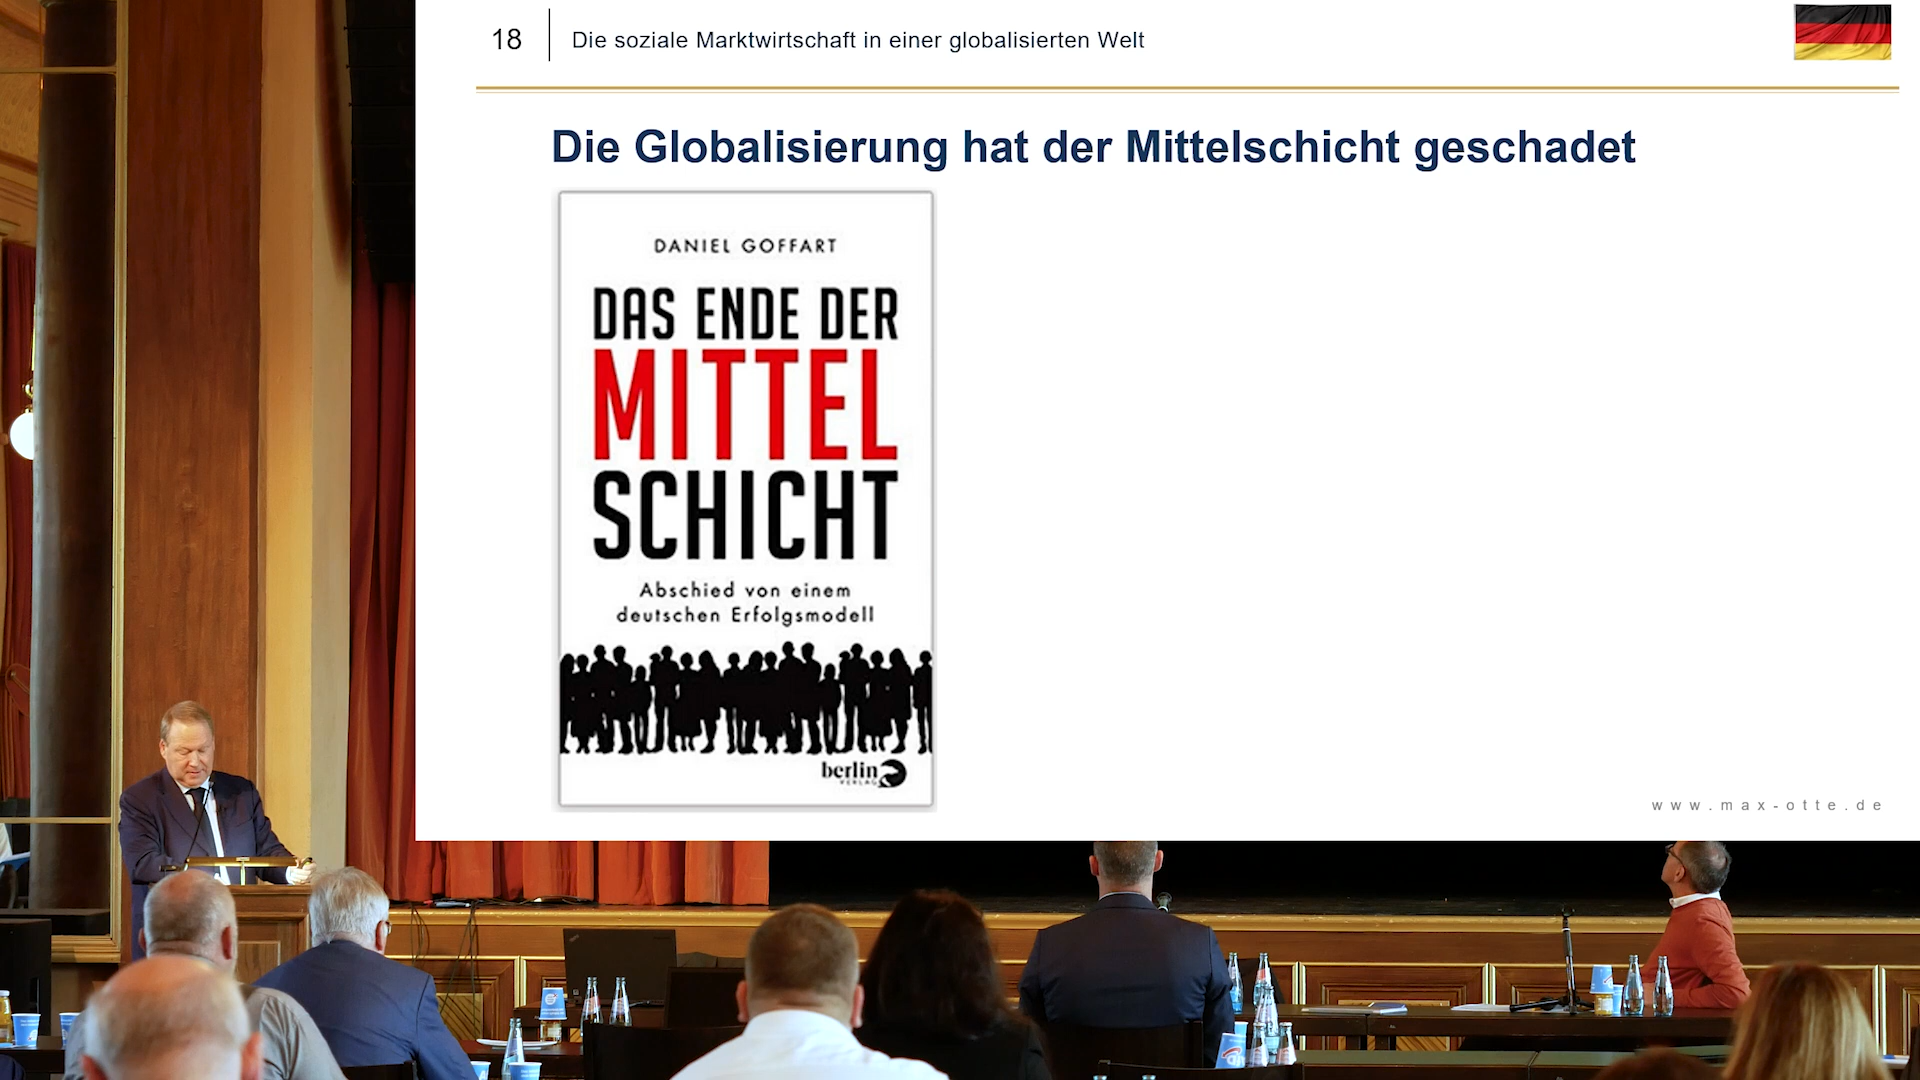 18
Die soziale Marktwirtschaft in einer globalisierten Welt
Die Globalisierung hat der Mittelschicht geschadet
DANIEL GOFFART
DAS ENDE DER
MITTEL
SCHICHT
Abschied von einem
deutschen Erfolgsmodell
berlin
VERLAG
www.max-otte.de